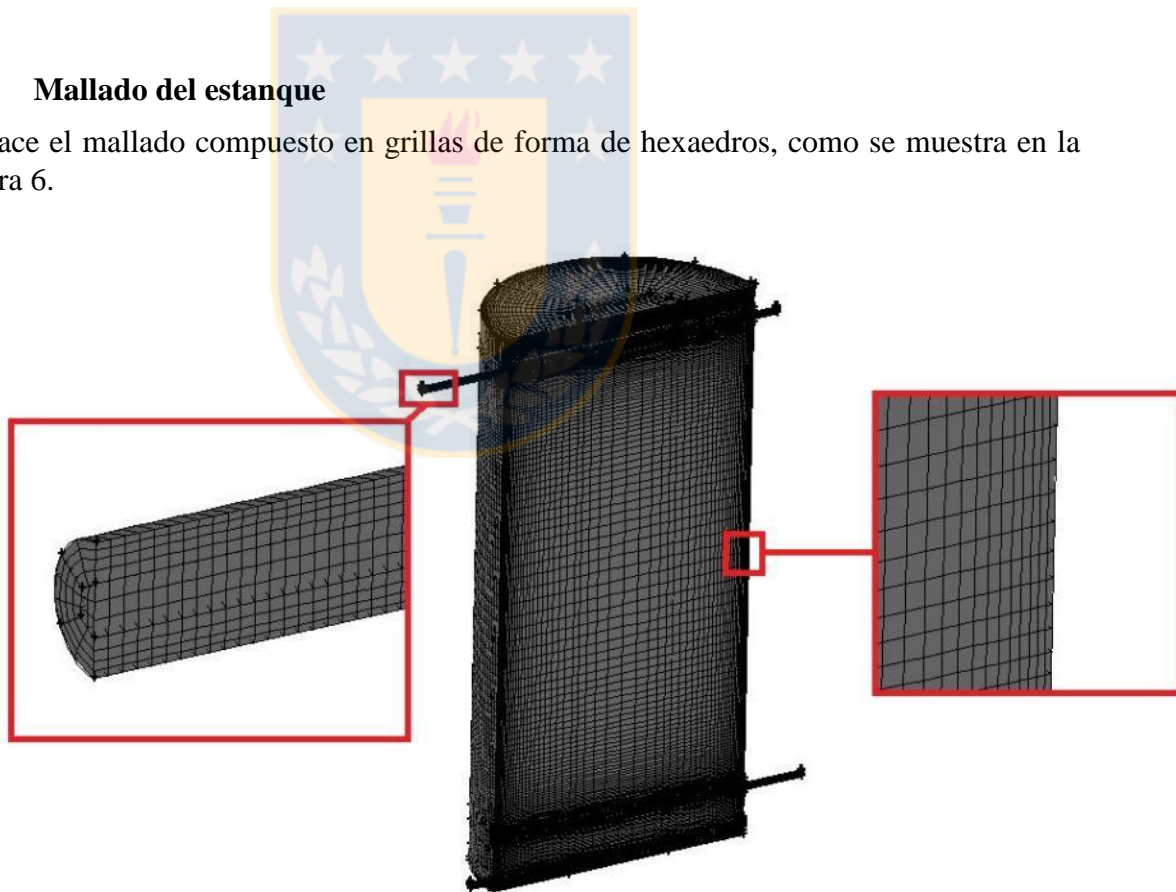 Mallado del estanque
ace el mallado compuesto en grillas de forma de hexaedros, como se muestra en la
ra 6.